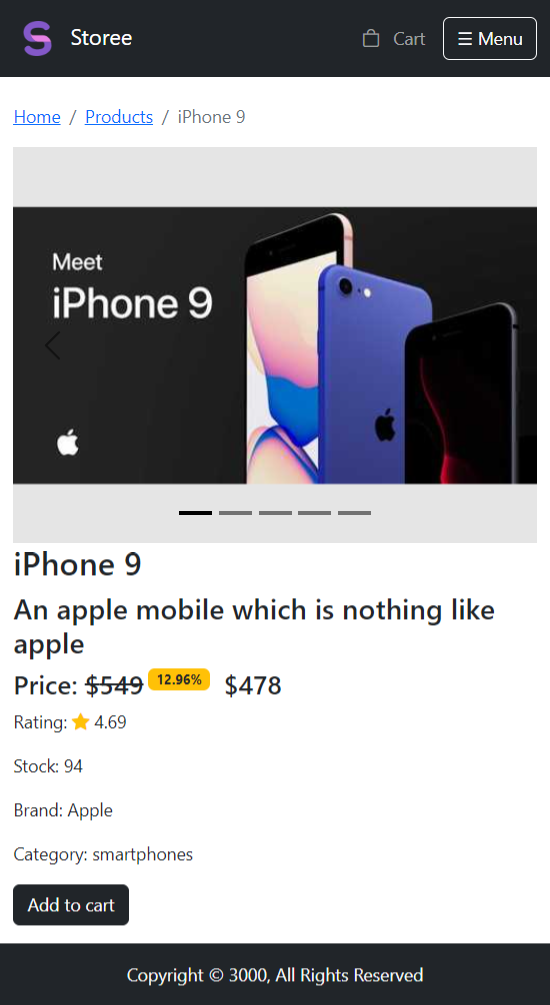 Storee
Cart
☰ Menu
Home / Products / iPhone 9
Meet
iPhone 9
iPhone 9
An apple mobile which is nothing like
apple
Price: $549 12.96% $478
Rating: ⭐ 4.69
Stock: 94
Brand: Apple
Category: smartphones
Add to cart
Copyright © 3000, All Rights Reserved